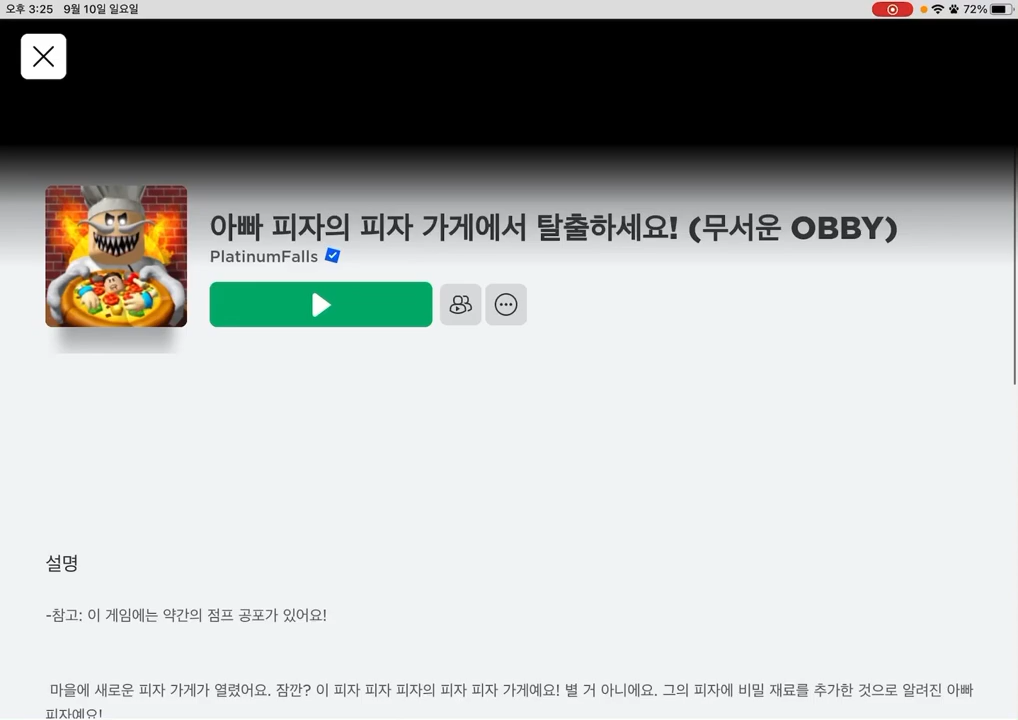 오후 3:25 9월 10일 일요일 72%
아빠 피자의 피자 가게에서 탈출하세요! (무서운 OBBY)
PlatinumFalls
설명
-참고: 이 게임에는 약간의 점프 공포가 있어요!
마을에 새로운 피자 가게가 열렸어요. 잠깐? 이 피자 피자 피자의 피자 피자 가게예요! 별 거 아니에요. 그의 피자에 비밀 재료를 추가한 것으로 알려진 아빠
피자예요!